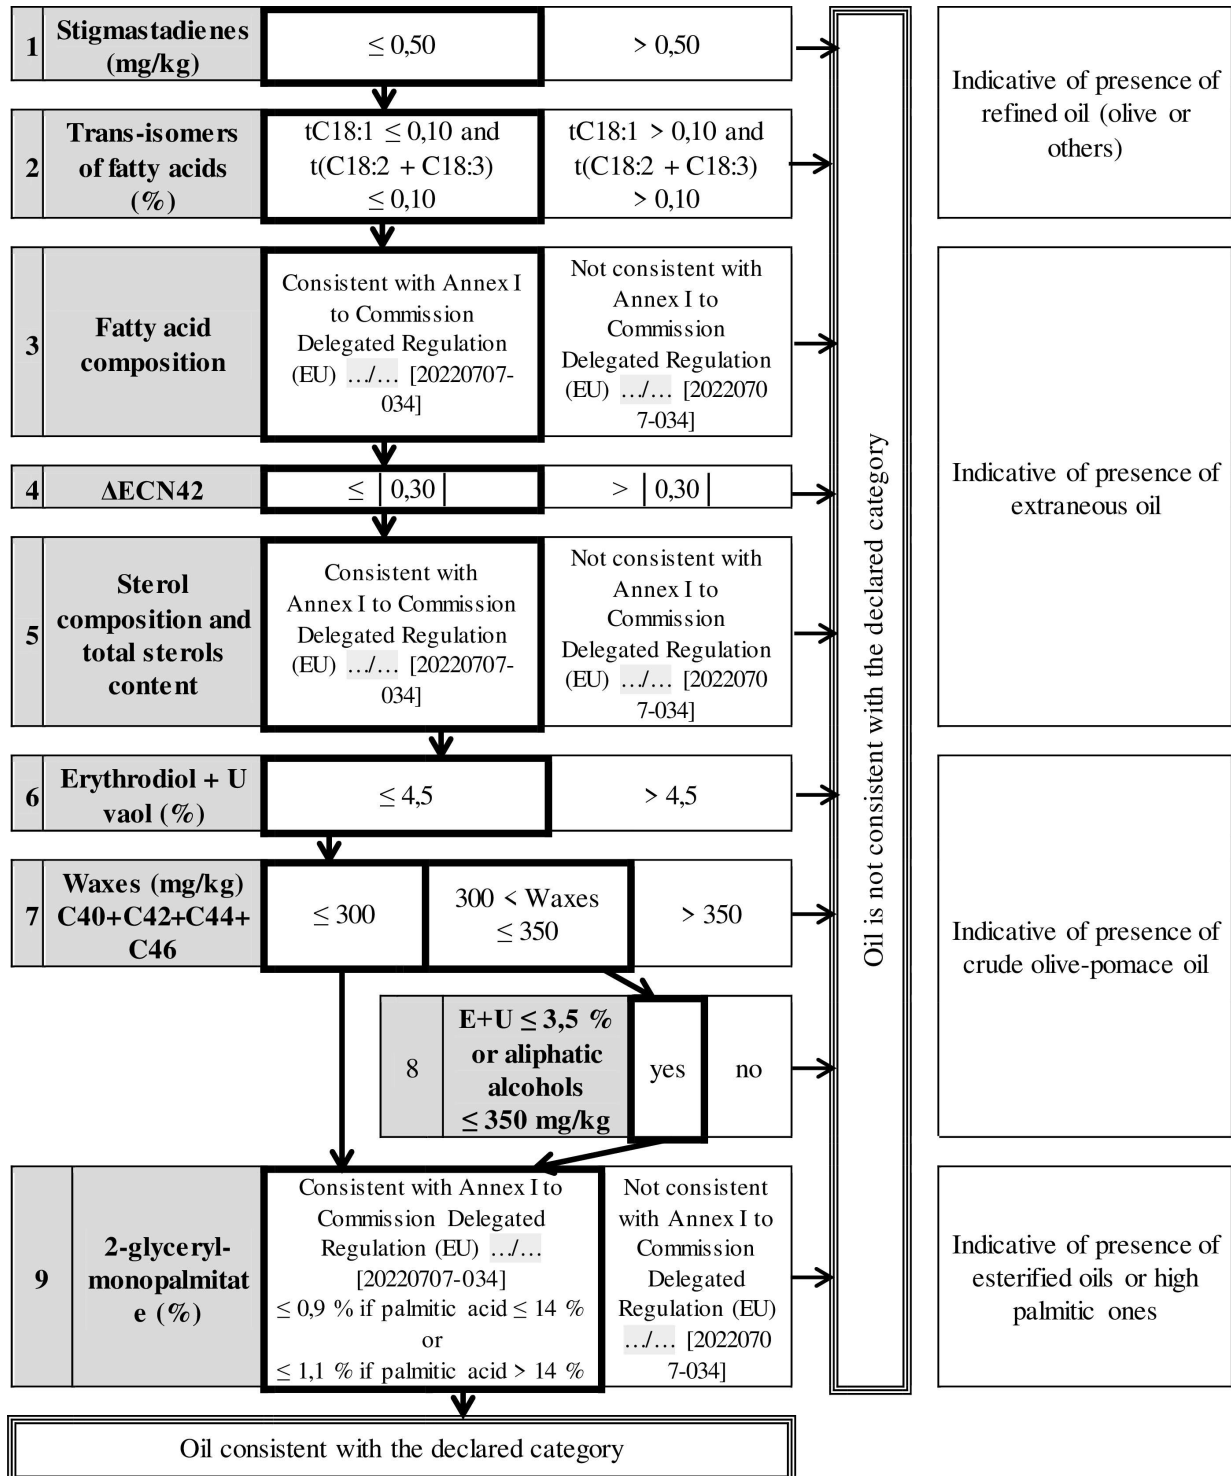 1
Stigmastadienes
(mg/kg)
≤ 0,50
> 0,50
2
Trans-isomers
of fatty acids
(%)
tC18:1 ≤ 0,10 and
t(C18:2 + C18:3)
≤ 0,10
tC18:1 > 0,10 and
t(C18:2 + C18:3)
> 0,10
Indicative of presence of
refined oil (olive or
others)
3
Fatty acid
composition
Consistent with Annex I
to Commission
Delegated Regulation
(EU) …/… [20220707-
034]
Not consistent with
Annex I to
Commission
Delegated Regulation
(EU) …/… [2022070
7-034]
4
ΔECN42
≤ | 0,30 |
> | 0,30 |
5
Sterol
composition and
total sterols
content
Consistent with
Annex I to Commission
Delegated Regulation
(EU) …/… [20220707-
034]
Not consistent with
Annex I to
Commission
Delegated Regulation
(EU) …/… [2022070
7-034]
Indicative of presence of
extraneous oil
6
Erythrodiol + U
vaol (%)
≤ 4,5
> 4,5
7
Waxes (mg/kg)
C40+C42+C44+
C46
≤ 300
300 < Waxes
≤ 350
> 350
8
E+U ≤ 3,5 %
or aliphatic
alcohols
≤ 350 mg/kg
yes
no
Indicative of presence of
crude olive-pomace oil
9
2-glyceryl-
monopalmitat
e (%)
Consistent with Annex I to
Commission Delegated
Regulation (EU) …/…
[20220707-034]
≤ 0,9 % if palmitic acid ≤ 14 %
or
≤ 1,1 % if palmitic acid > 14 %
Not consistent
with Annex I to
Commission
Delegated
Regulation (EU)
…/… [2022070
7-034]
Indicative of presence of
esterified oils or high
palmitic ones
Oil is not consistent with the declared category
Oil consistent with the declared category